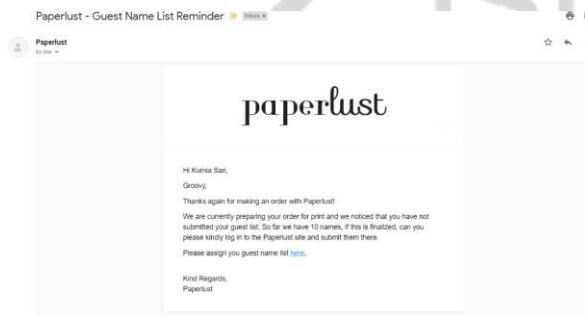 Paperlust - Guest Name List Reminder
Inbox x
Paperlust
to me
paperlust
Hi Kurnia Sari,
Groovy,
Thanks again for making an order with Paperlust!
We are currently preparing your order for print and we noticed that you have not
submitted your guest list. So far we have 10 names, if this is finalized, can you
please kindly log in to the Paperlust site and submit them there.
Please assign you guest name list here.
Kind Regards,
Paperlust